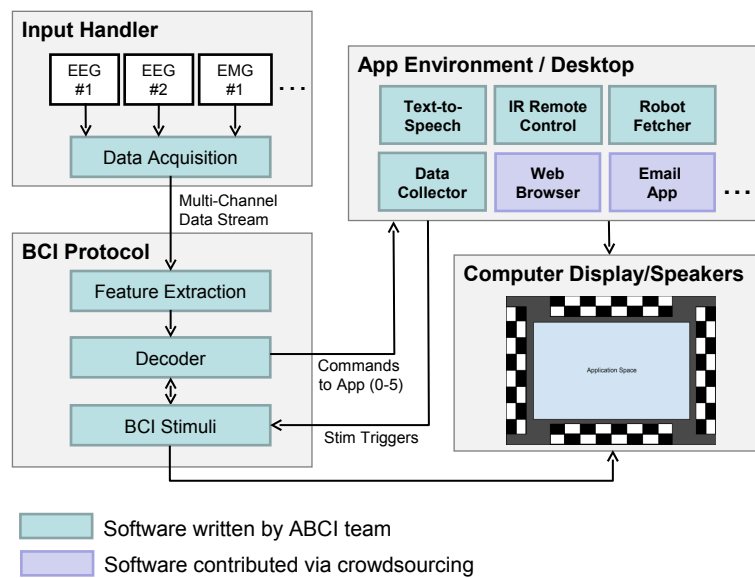 Input Handler
EEG
#1
EEG
#2
EMG
#1
...
Data Acquisition
Multi-Channel
Data Stream
BCI Protocol
Feature Extraction
Decoder
BCI Stimuli
Commands
to App (0-5)
Stim Triggers
App Environment / Desktop
Text-to-
Speech
IR Remote
Control
Robot
Fetcher
Data
Collector
Web
Browser
Email
App
...
Computer Display/Speakers
Application Space
Software written by ABCI team
Software contributed via crowdsourcing